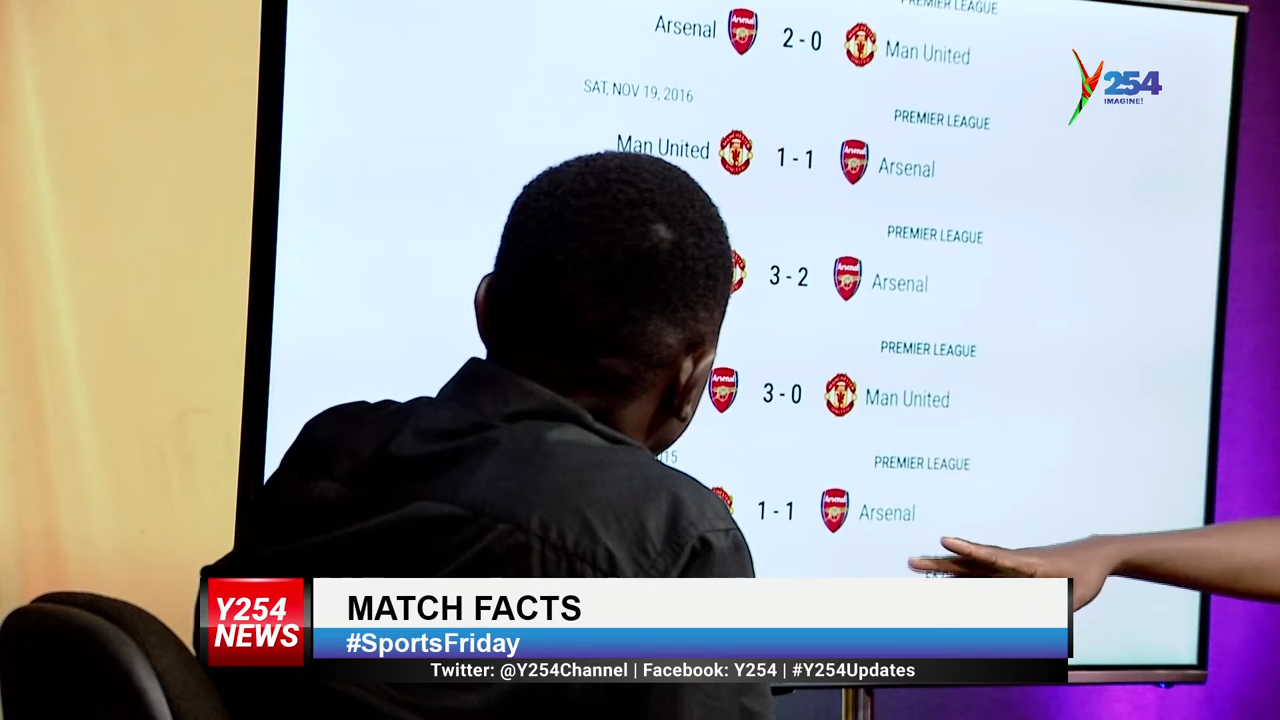 PREMIER LEAGUE
Arsenal 2 - 0 Man United
254
IMAGINE!
SAT, NOV 19, 2016
PREMIER LEAGUE
Man United 1 - 1 Arsenal
PREMIER LEAGUE
3 - 2 Arsenal
PREMIER LEAGUE
3 - 0 Man United
PREMIER LEAGUE
1 - 1 Arsenal
Y254
NEWS
MATCH FACTS
#SportsFriday
Twitter: @Y254Channel | Facebook: Y254 | #Y254Updates